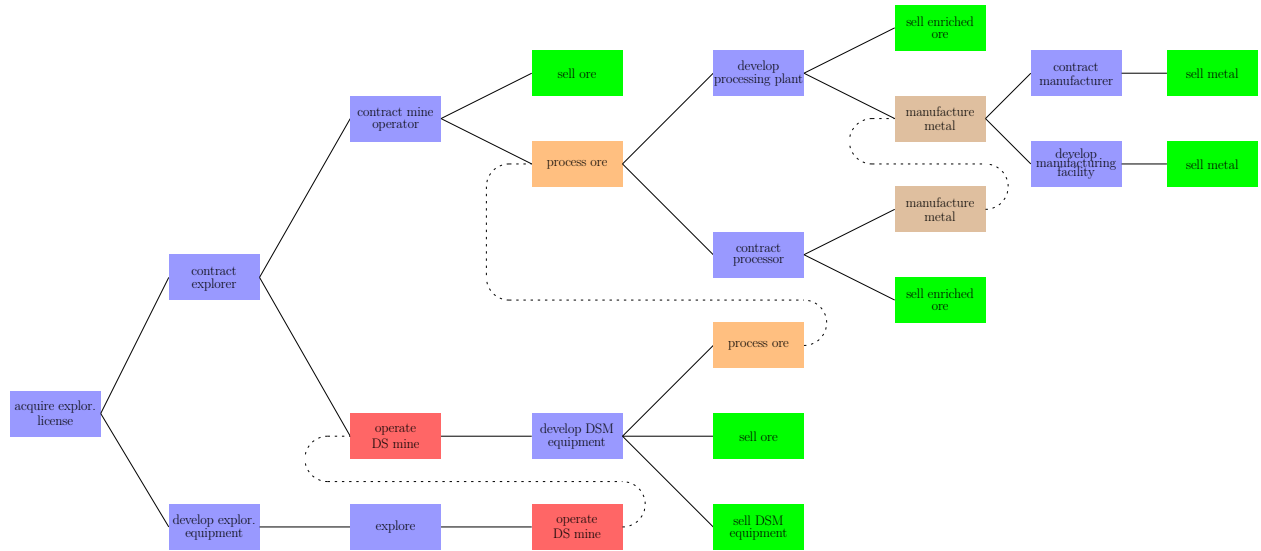 sell enriched
ore
develop
processing plant
contract
manufacturer
sell metal
sell ore
contract mine
operator
manufacture
metal
process ore
develop
manufacturing
facility
sell metal
manufacture
metal
contract
processor
contract
explorer
sell enriched
ore
process ore
acquire explor.
license
operate
DS mine
develop DSM
equipment
sell ore
develop explor.
equipment
explore
operate
DS mine
sell DSM
equipment